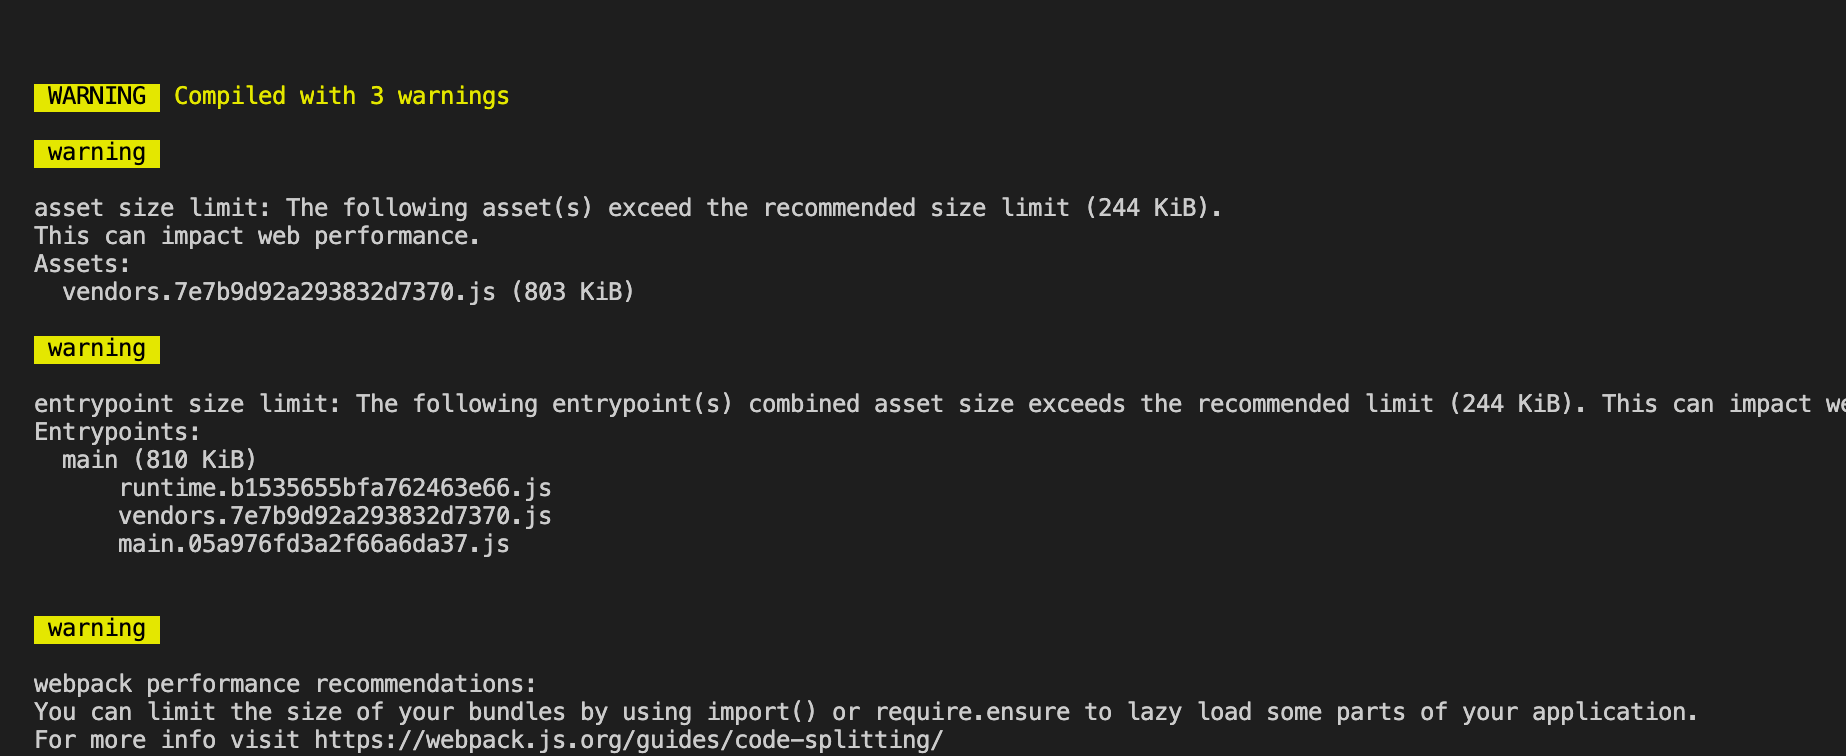 WARNING Compiled with 3 warnings
warning
asset size limit: The following asset(s) exceed the recommended size limit (244 KiB).
This can impact web performance.
Assets:
vendors.7e7b9d92a293832d7370.js (803 KiB)
warning
entrypoint size limit: The following entrypoint(s) combined asset size exceeds the recommended limit (244 KiB). This can impact we
Entrypoints:
main (810 KiB)
runtime.b1535655bfa762463e66.js
vendors.7e7b9d92a293832d7370.js
main.05a976fd3a2f66a6da37.js
warning
webpack performance recommendations:
You can limit the size of your bundles by using import() or require.ensure to lazy load some parts of your application.
For more info visit https://webpack.js.org/guides/code-splitting/